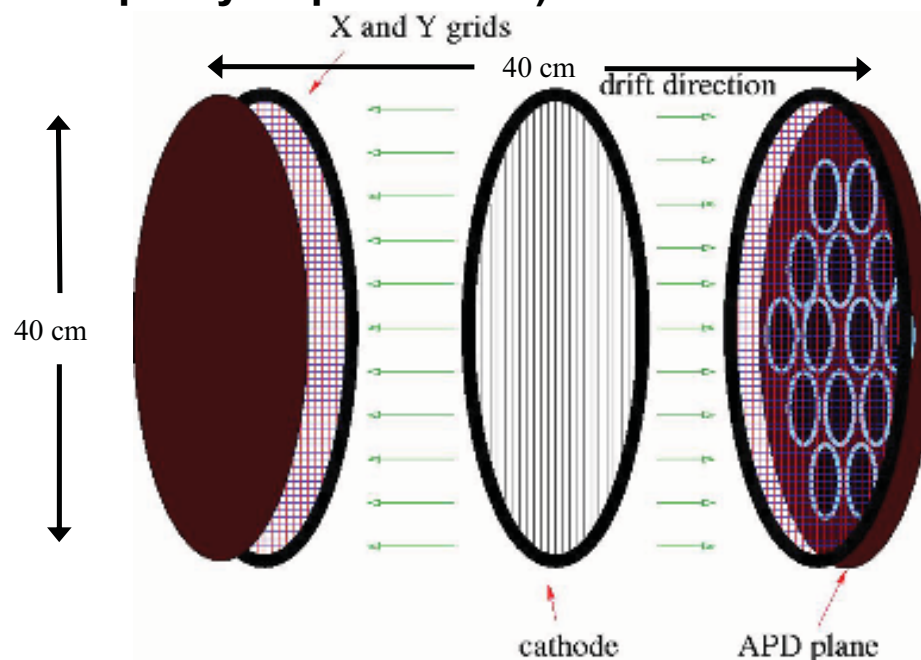 X and Y grids
40 cm
drift direction
40 cm
cathode
APD plane